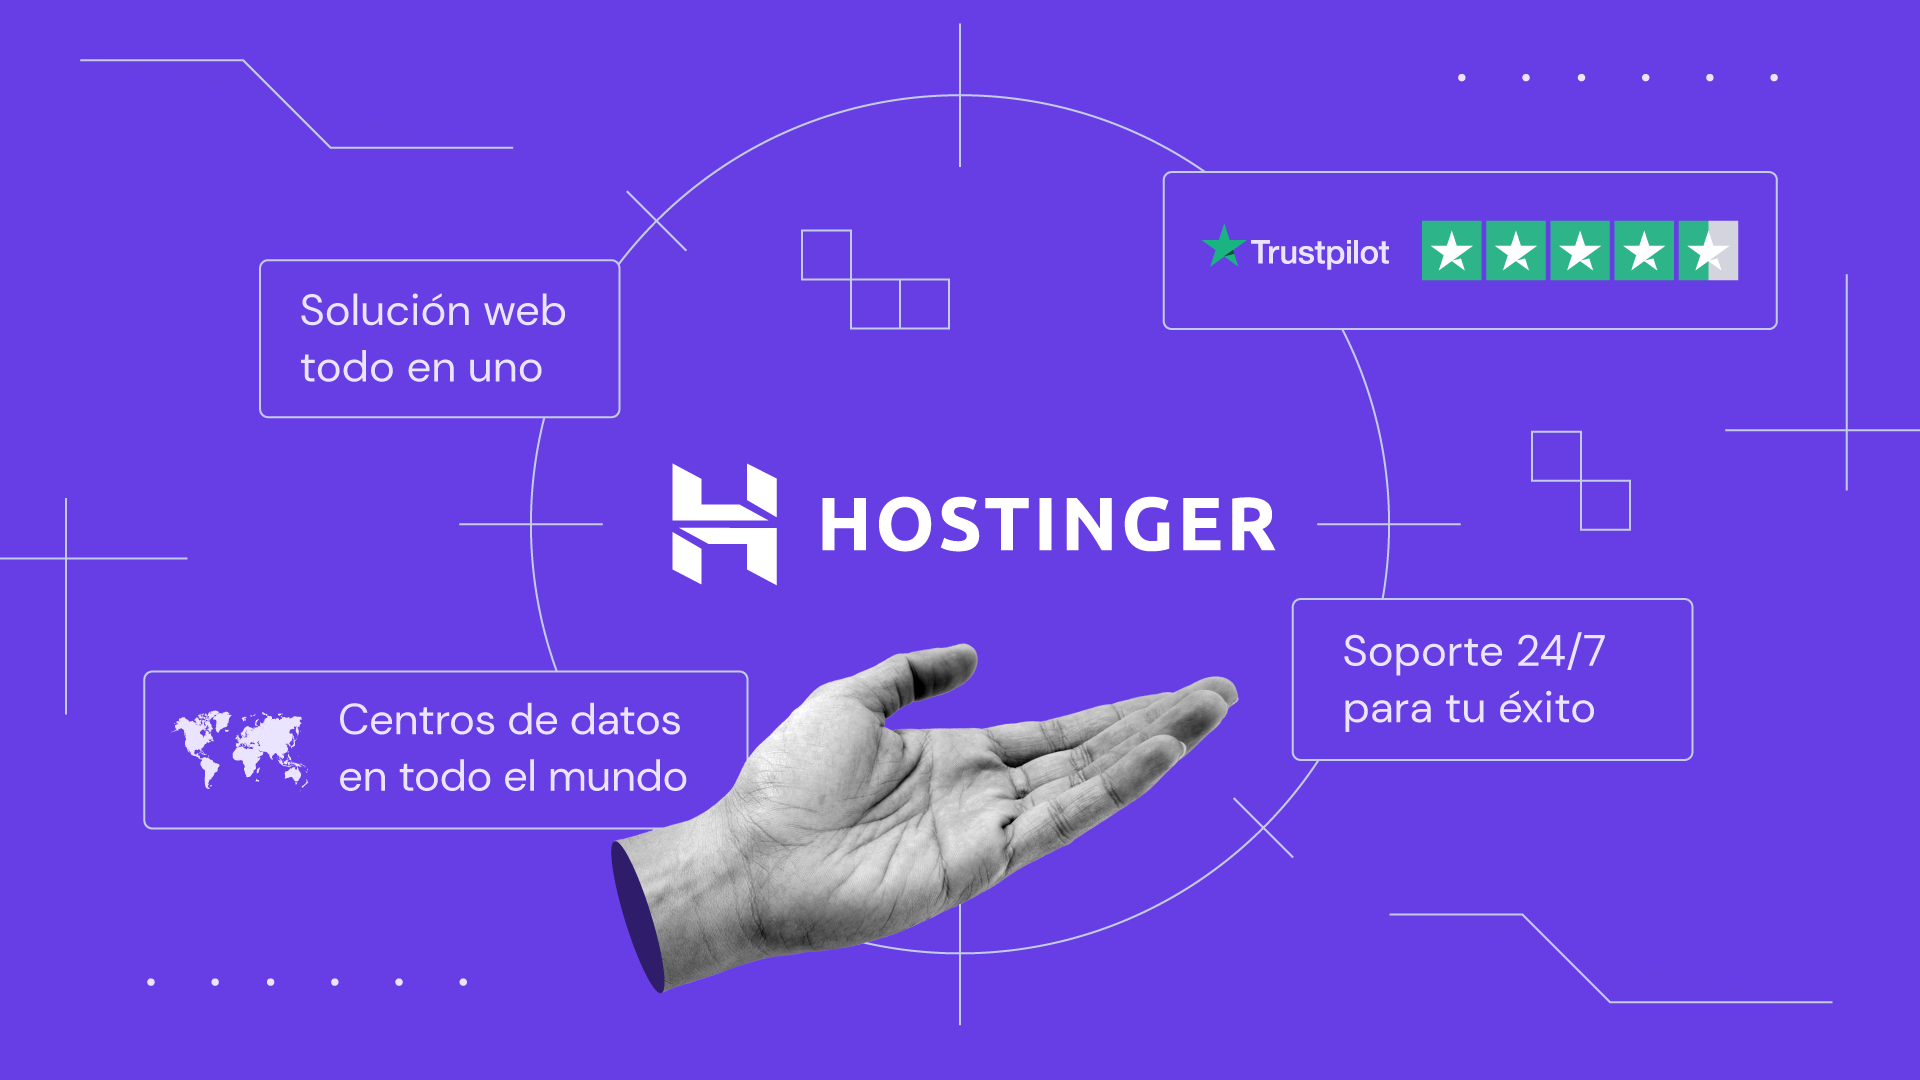 Trustpilot
Solución web
todo en uno
HOSTINGER
Soporte 24/7
para tu éxito
Centros de datos
en todo el mundo